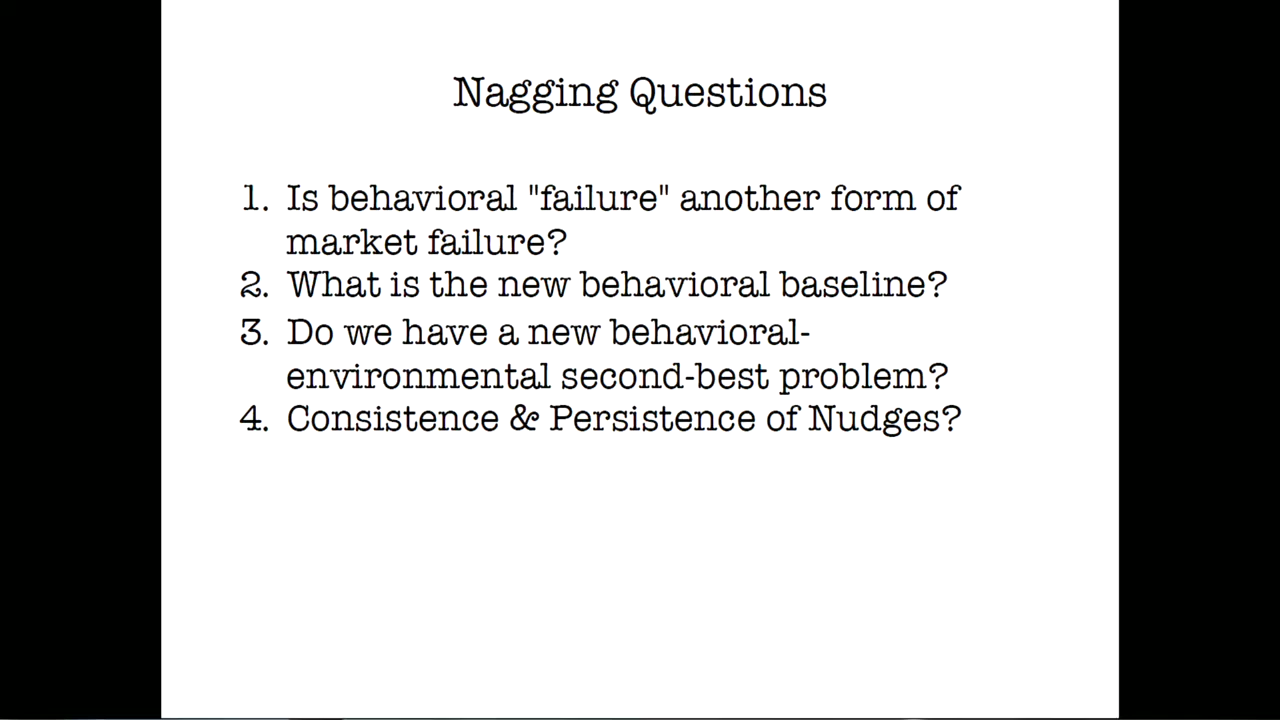 Nagging Questions
1. Is behavioral "failure" another form of
market failure?
2. What is the new behavioral baseline?
3. Do we have a new behavioral-
environmental second-best problem?
4. Consistence & Persistence of Nudges?